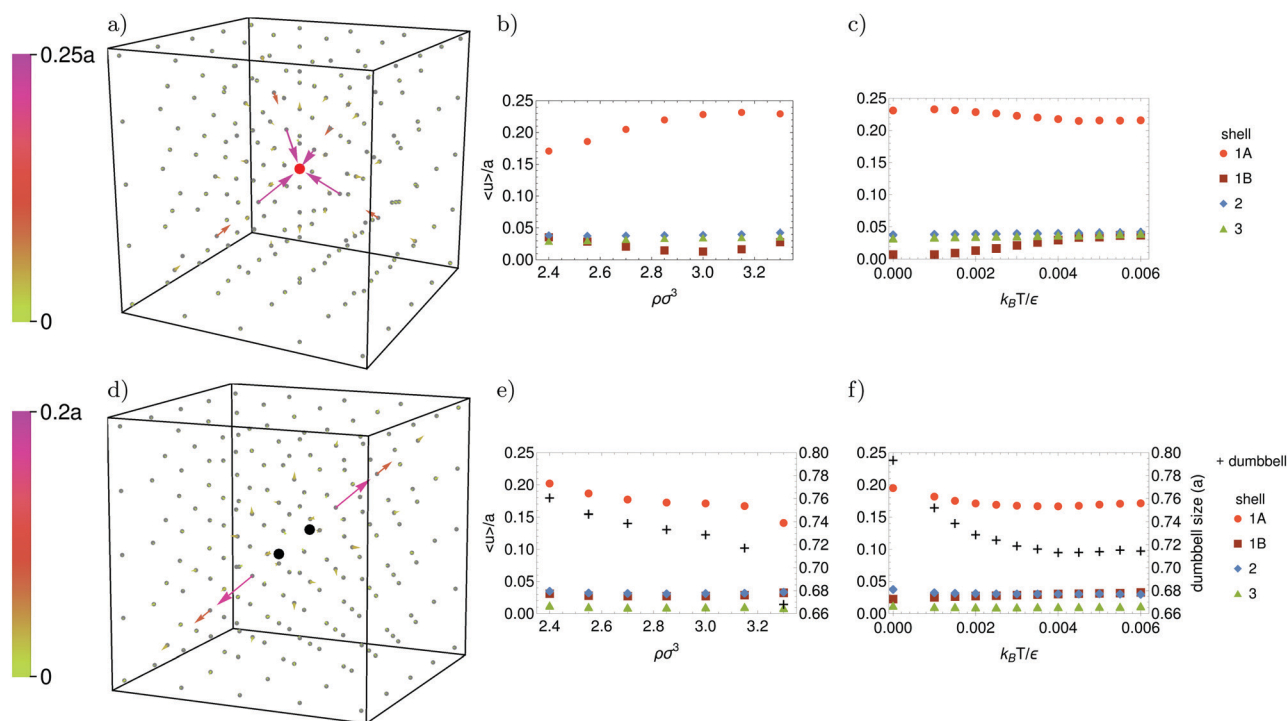 a)
0.25a
0
b)
<u>/a
0.25
0.20
0.15
0.10
0.05
0.00
2.4 2.6 2.8 3.0 3.2
ρσ³
c)
0.25
0.20
0.15
0.10
0.05
0.00
0.000 0.002 0.004 0.006
k_BT/ϵ
shell
1A
1B
2
3
d)
0.2a
0
e)
<u>/a
0.25
0.20
0.15
0.10
0.05
0.00
0.80
0.78
0.76
0.74
0.72
0.70
0.68
0.66
2.4 2.6 2.8 3.0 3.2
ρσ³
f)
0.25
0.20
0.15
0.10
0.05
0.00
0.80
0.78
0.76
0.74
0.72
0.70
0.68
0.66
dumbbell size (a)
0.000 0.002 0.004 0.006
k_BT/ϵ
+ dumbbell
shell
1A
1B
2
3